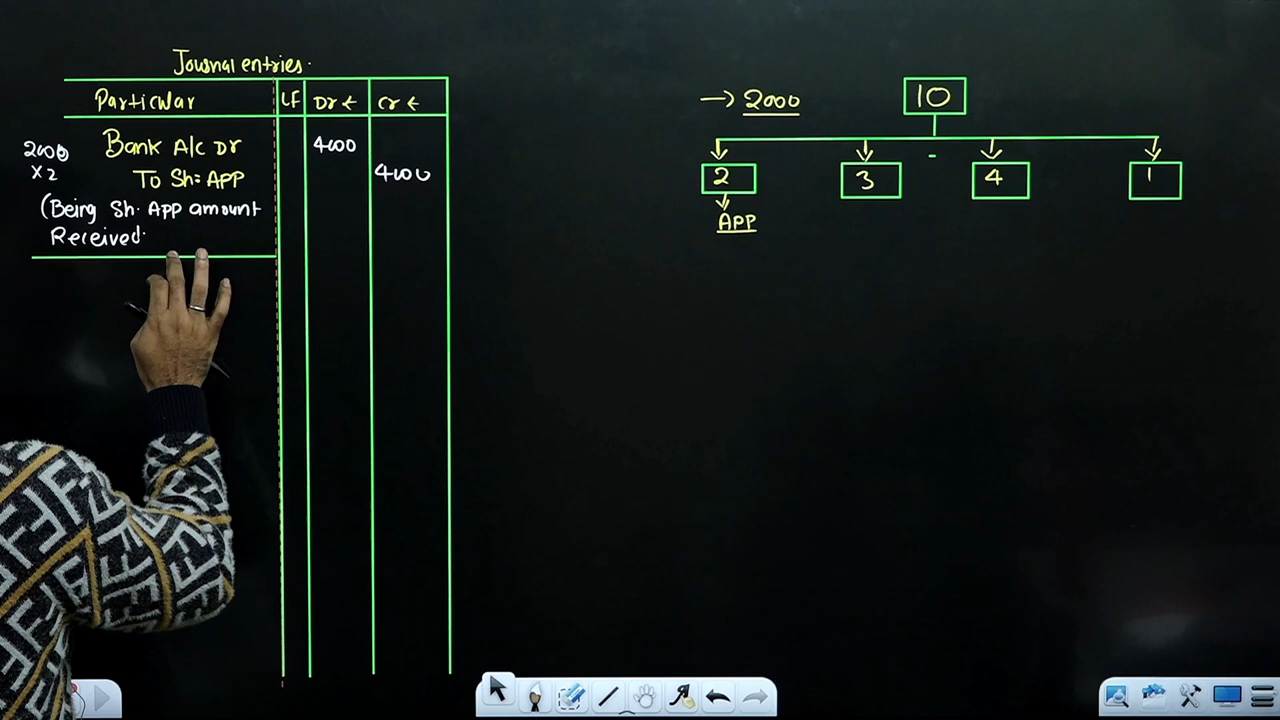 Journal entries.
Particular LF Dr ₹ Cr ₹
2000 Bank A/c Dr 4000
X2 To Sh: APP 4000
(Being Sh. App amount
Received.
→ 2000 10
2 3 4 1
APP